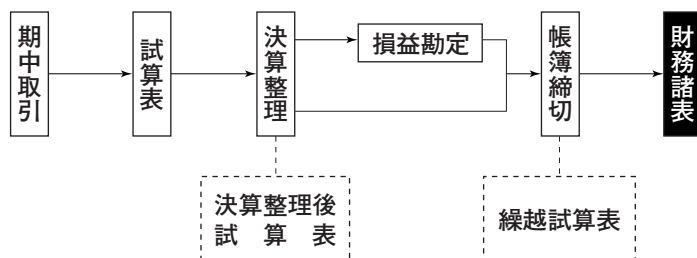 期中取引
試算表
決算整理
損益勘定
帳簿締切
財務諸表
決算整理後
試算表
繰越試算表